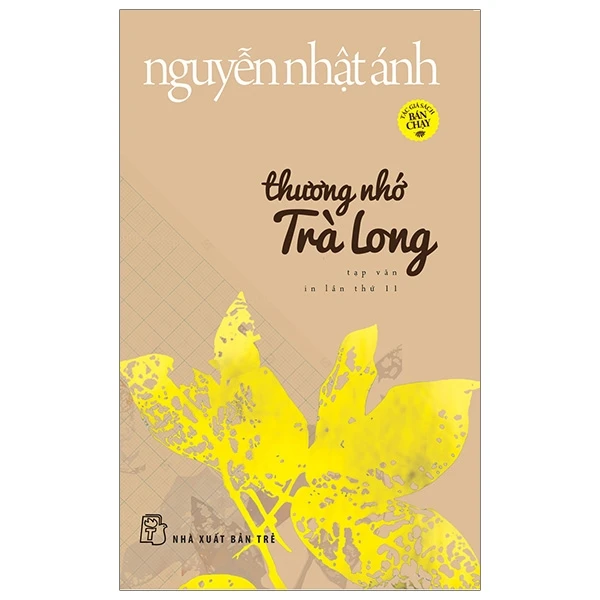 nguyễn nhật ánh
TÁC GIẢ SÁCH
BÁN
CHẠY
thương nhớ
Trà Long
tạp văn
in lần thứ 11
NHÀ XUẤT BẢN TRẺ